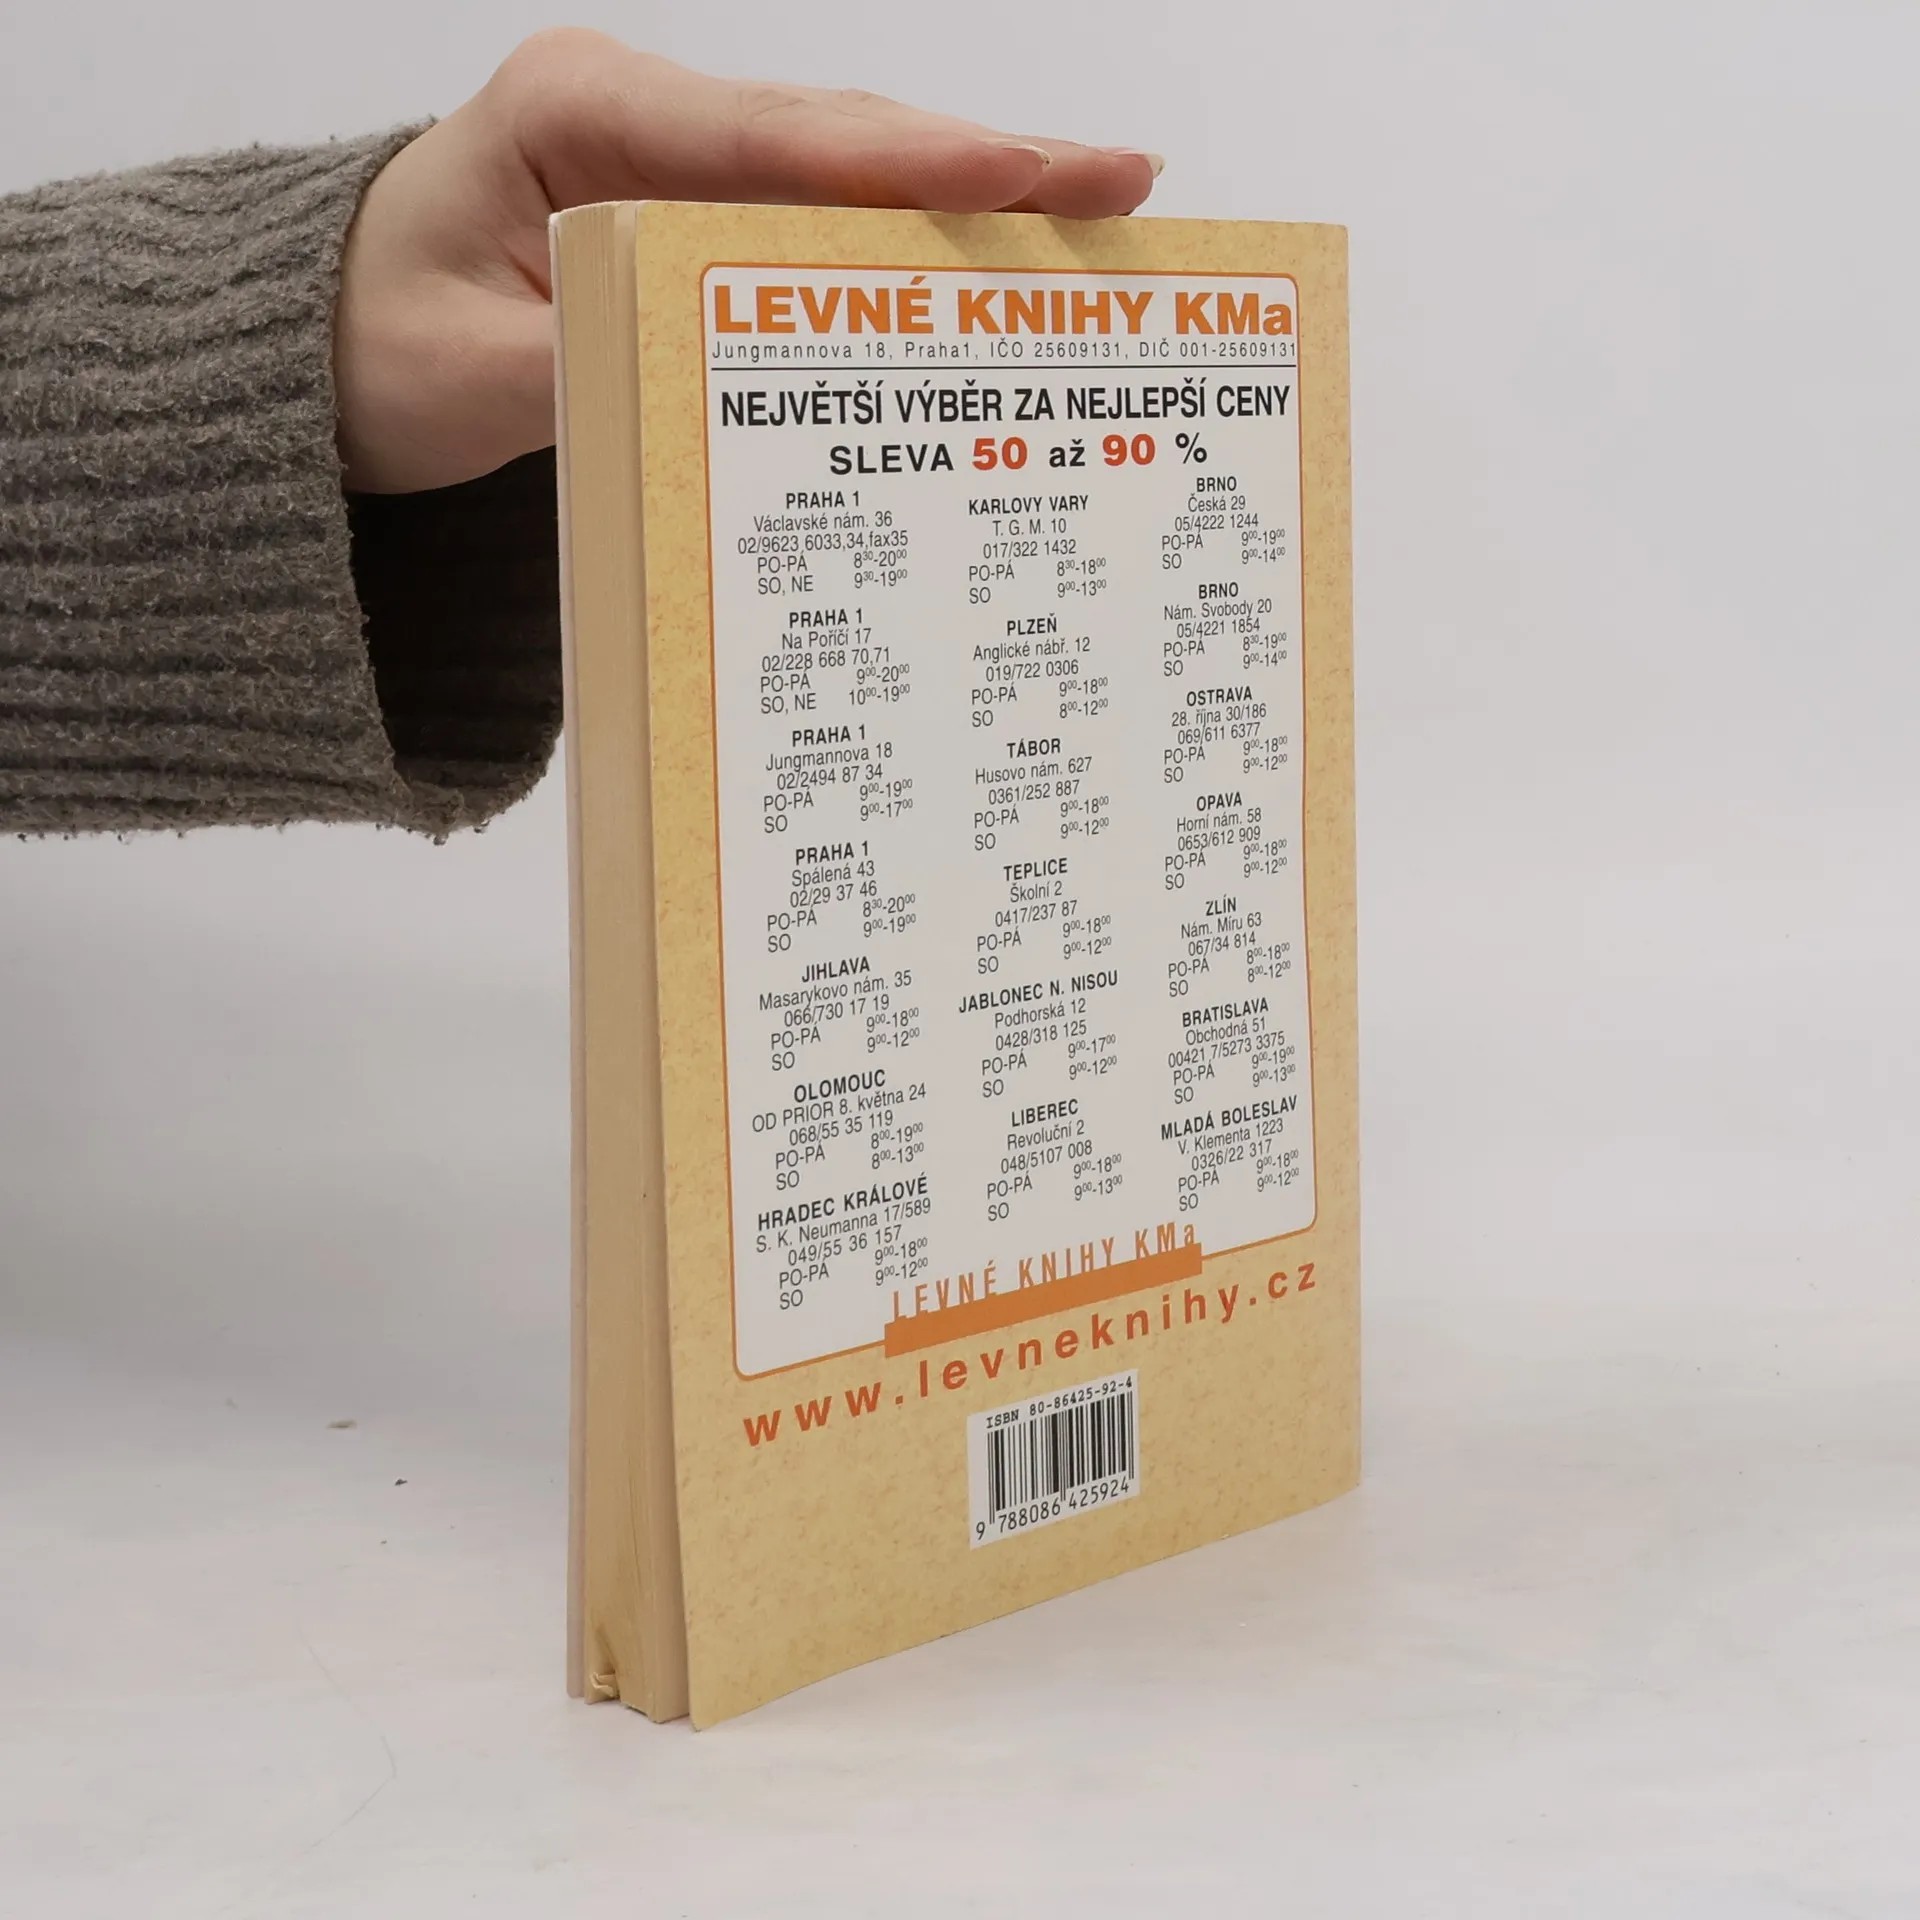 LEVNÉ KNIHY KMa
Jungmannova 18, Praha1, IČO 25609131, DIČ 001-25609131
NEJVĚTŠÍ VÝBĚR ZA NEJLEPŠÍ CENY
SLEVA 50 až 90 %
PRAHA 1
Václavské nám. 36
02/9623 6033,34,fax35
PO-PÁ 8³⁰-20⁰⁰
SO, NE 9³⁰-19⁰⁰
PRAHA 1
Na Poříčí 17
02/228 668 70,71
PO-PÁ 9⁰⁰-20⁰⁰
SO, NE 10⁰⁰-19⁰⁰
PRAHA 1
Jungmannova 18
02/2494 87 34
PO-PÁ 9⁰⁰-19⁰⁰
SO 9⁰⁰-17⁰⁰
PRAHA 1
Spálená 43
02/29 37 46
PO-PÁ 8³⁰-20⁰⁰
SO 9⁰⁰-19⁰⁰
JIHLAVA
Masarykovo nám. 35
066/730 17 19
PO-PÁ 9⁰⁰-18⁰⁰
SO 9⁰⁰-12⁰⁰
OLOMOUC
OD PRIOR 8. května 24
068/55 35 119
PO-PÁ 8⁰⁰-19⁰⁰
SO 8⁰⁰-13⁰⁰
HRADEC KRÁLOVÉ
S. K. Neumanna 17/589
049/55 36 157
PO-PÁ 9⁰⁰-18⁰⁰
SO 9⁰⁰-12⁰⁰
KARLOVY VARY
T. G. M. 10
017/322 1432
PO-PÁ 8³⁰-18⁰⁰
SO 9⁰⁰-13⁰⁰
PLZEŇ
Anglické nábř. 12
019/722 0306
PO-PÁ 9⁰⁰-18⁰⁰
SO 8⁰⁰-12⁰⁰
TÁBOR
Husovo nám. 627
0361/252 887
PO-PÁ 9⁰⁰-18⁰⁰
SO 9⁰⁰-12⁰⁰
TEPLICE
Školní 2
0417/237 87
PO-PÁ 9⁰⁰-18⁰⁰
SO 9⁰⁰-12⁰⁰
JABLONEC N. NISOU
Podhorská 12
0428/318 125
PO-PÁ 9⁰⁰-17⁰⁰
SO 9⁰⁰-12⁰⁰
LIBEREC
Revoluční 2
048/5107 008
PO-PÁ 9⁰⁰-18⁰⁰
SO 9⁰⁰-13⁰⁰
BRNO
Česká 29
05/4222 1244
PO-PÁ 9⁰⁰-19⁰⁰
SO 9⁰⁰-14⁰⁰
BRNO
Nám. Svobody 20
05/4221 1854
PO-PÁ 8³⁰-19⁰⁰
SO 9⁰⁰-14⁰⁰
OSTRAVA
28. října 30/186
069/611 6377
PO-PÁ 9⁰⁰-18⁰⁰
SO 9⁰⁰-12⁰⁰
OPAVA
Horní nám. 58
0653/612 909
PO-PÁ 9⁰⁰-18⁰⁰
SO 9⁰⁰-12⁰⁰
ZLÍN
Nám. Míru 63
067/34 814
PO-PÁ 8⁰⁰-18⁰⁰
SO 8⁰⁰-12⁰⁰
BRATISLAVA
Obchodná 51
00421 7/5273 3375
PO-PÁ 9⁰⁰-19⁰⁰
SO 9⁰⁰-13⁰⁰
MLADÁ BOLESLAV
V. Klementa 1223
0326/22 317
PO-PÁ 9⁰⁰-18⁰⁰
SO 9⁰⁰-12⁰⁰
LEVNÉ KNIHY KMa
www.levneknihy.cz
ISBN 80-86425-92-4
9 788086 425924